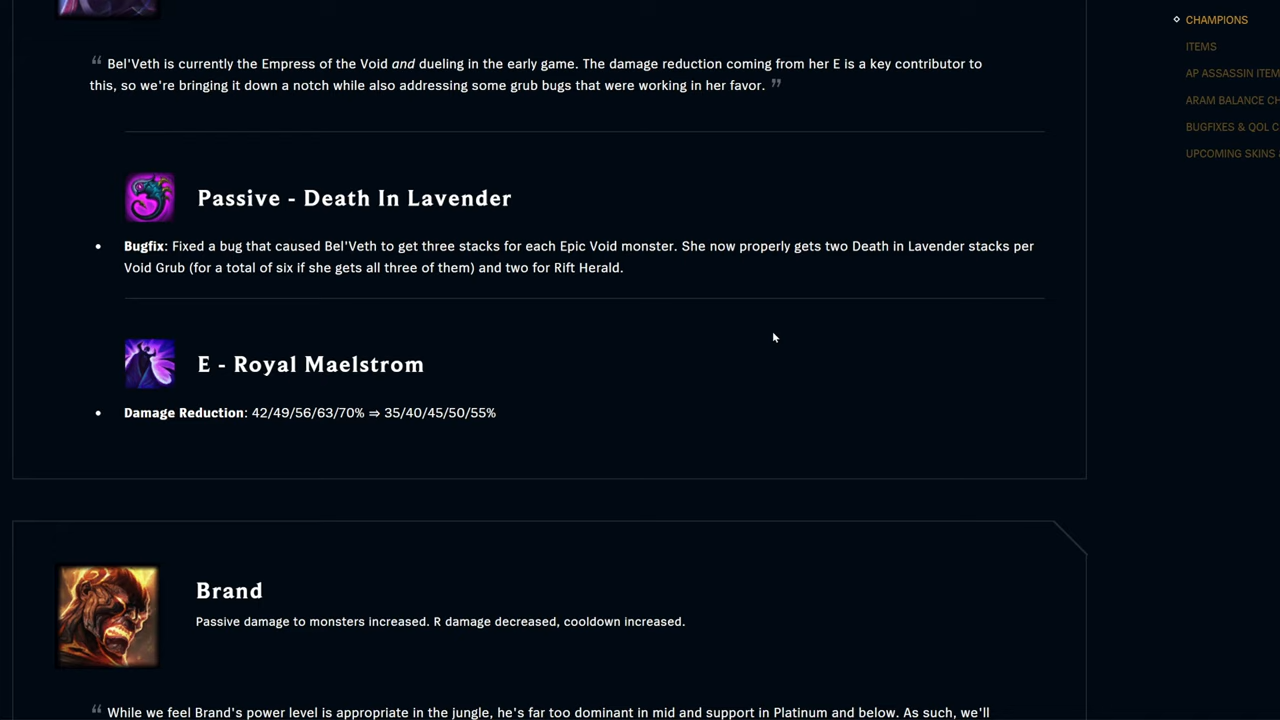 CHAMPIONS
ITEMS
AP ASSASSIN ITEM
ARAM BALANCE CH
BUGFIXES & QOL C
UPCOMING SKINS
“ Bel'Veth is currently the Empress of the Void and dueling in the early game. The damage reduction coming from her E is a key contributor to
this, so we're bringing it down a notch while also addressing some grub bugs that were working in her favor. ”
Passive - Death In Lavender
• Bugfix: Fixed a bug that caused Bel'Veth to get three stacks for each Epic Void monster. She now properly gets two Death in Lavender stacks per
Void Grub (for a total of six if she gets all three of them) and two for Rift Herald.
E - Royal Maelstrom
• Damage Reduction: 42/49/56/63/70% ⇒ 35/40/45/50/55%
Brand
Passive damage to monsters increased. R damage decreased, cooldown increased.
“ While we feel Brand's power level is appropriate in the jungle, he's far too dominant in mid and support in Platinum and below. As such, we'll